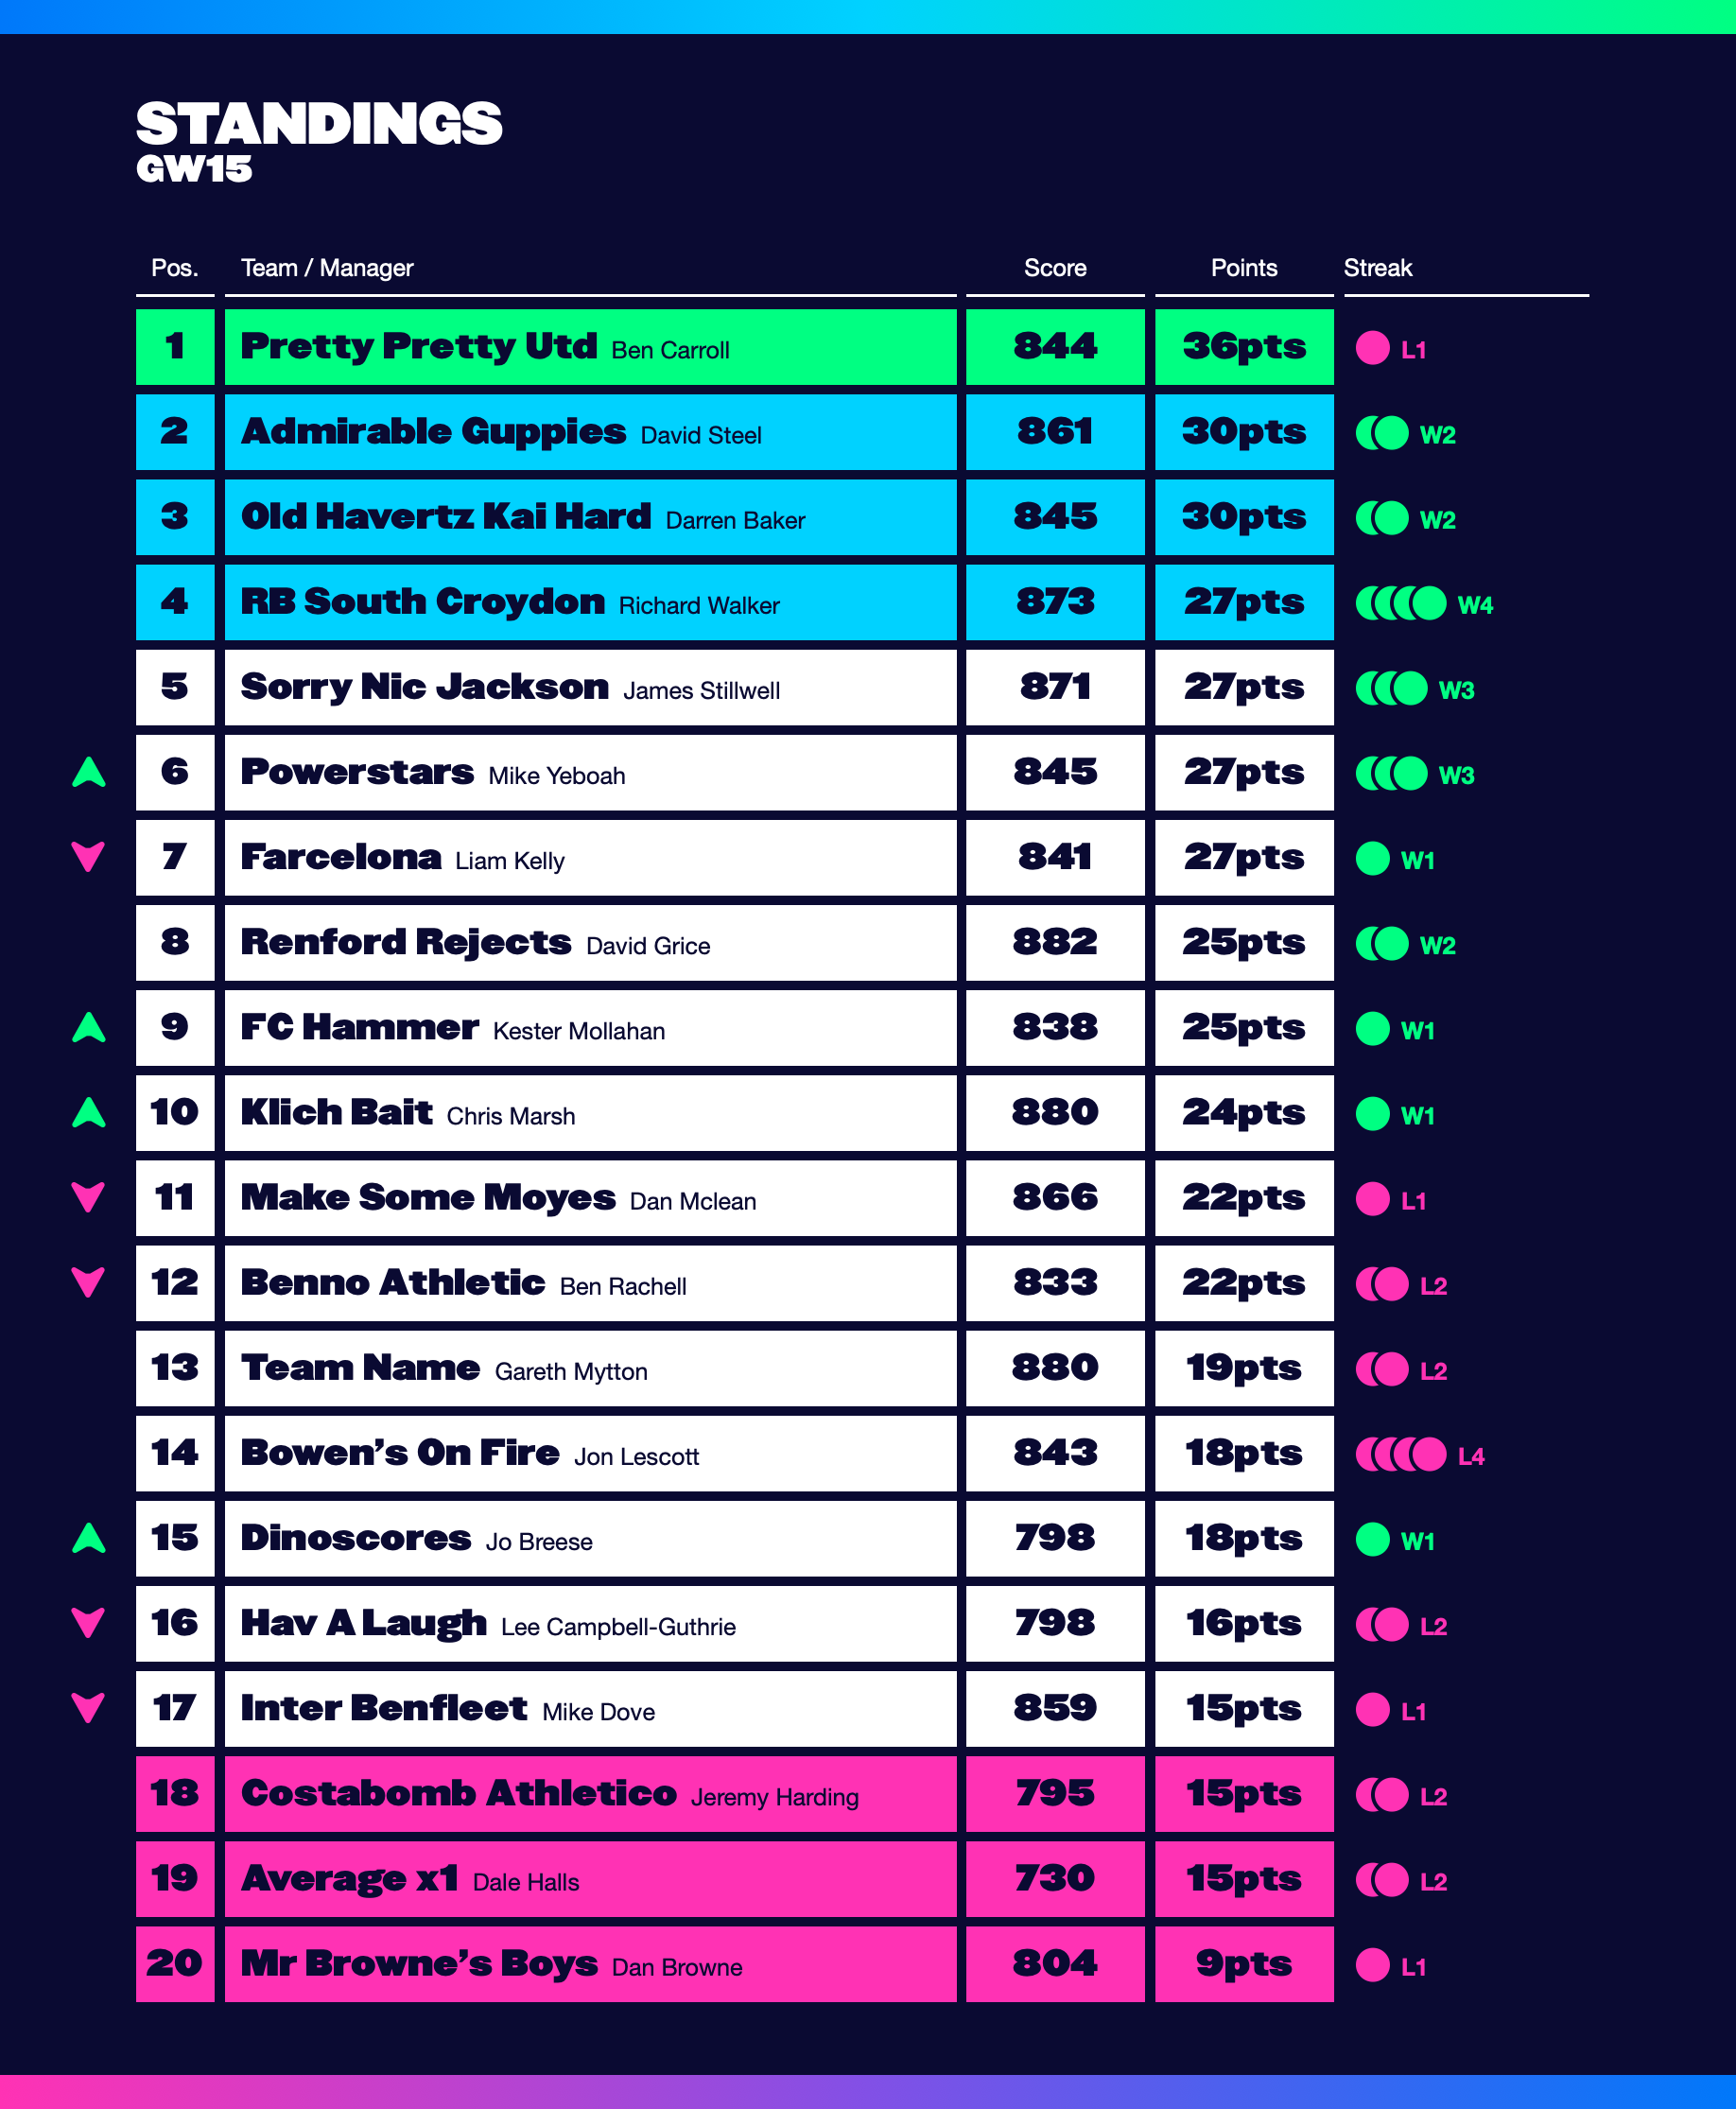 STANDINGS
GW15
Pos. Team / Manager Score Points Streak
1 Pretty Pretty Utd Ben Carroll 844 36pts L1
2 Admirable Guppies David Steel 861 30pts W2
3 Old Havertz Kai Hard Darren Baker 845 30pts W2
4 RB South Croydon Richard Walker 873 27pts W4
5 Sorry Nic Jackson James Stillwell 871 27pts W3
6 Powerstars Mike Yeboah 845 27pts W3
7 Farcelona Liam Kelly 841 27pts W1
8 Renford Rejects David Grice 882 25pts W2
9 FC Hammer Kester Mollahan 838 25pts W1
10 Klich Bait Chris Marsh 880 24pts W1
11 Make Some Moyes Dan Mclean 866 22pts L1
12 Benno Athletic Ben Rachell 833 22pts L2
13 Team Name Gareth Mytton 880 19pts L2
14 Bowen’s On Fire Jon Lescott 843 18pts L4
15 Dinoscores Jo Breese 798 18pts W1
16 Hav A Laugh Lee Campbell-Guthrie 798 16pts L2
17 Inter Benfleet Mike Dove 859 15pts L1
18 Costabomb Athletico Jeremy Harding 795 15pts L2
19 Average x1 Dale Halls 730 15pts L2
20 Mr Browne’s Boys Dan Browne 804 9pts L1